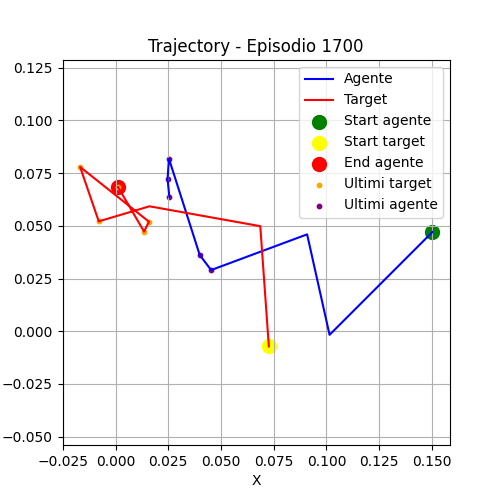 Trajectory - Episodio 1700
0.125
0.100
0.075
0.050
0.025
0.000
−0.025
−0.050
Agente
Target
Start agente
Start target
End agente
Ultimi target
Ultimi agente
−0.025 0.000 0.025 0.050 0.075 0.100 0.125 0.150
X